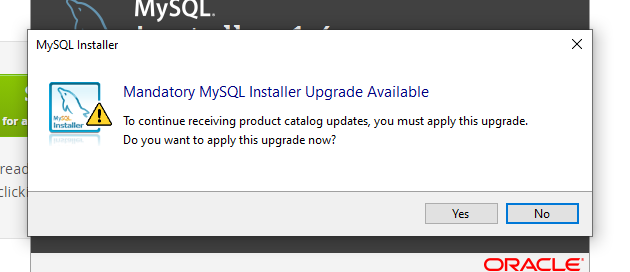 MySQL.
MySQL Installer
Mandatory MySQL Installer Upgrade Available
MySQL
Installer
To continue receiving product catalog updates, you must apply this upgrade.
Do you want to apply this upgrade now?
for a
read
click
Yes
No
ORACLE